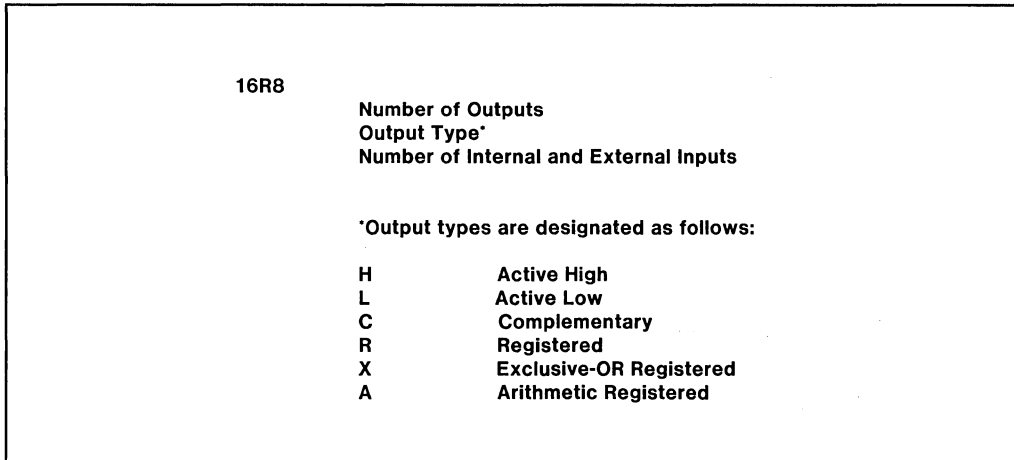 16R8
Number of Outputs
Output Type*
Number of Internal and External Inputs
*Output types are designated as follows:
H Active High
L Active Low
C Complementary
R Registered
X Exclusive-OR Registered
A Arithmetic Registered